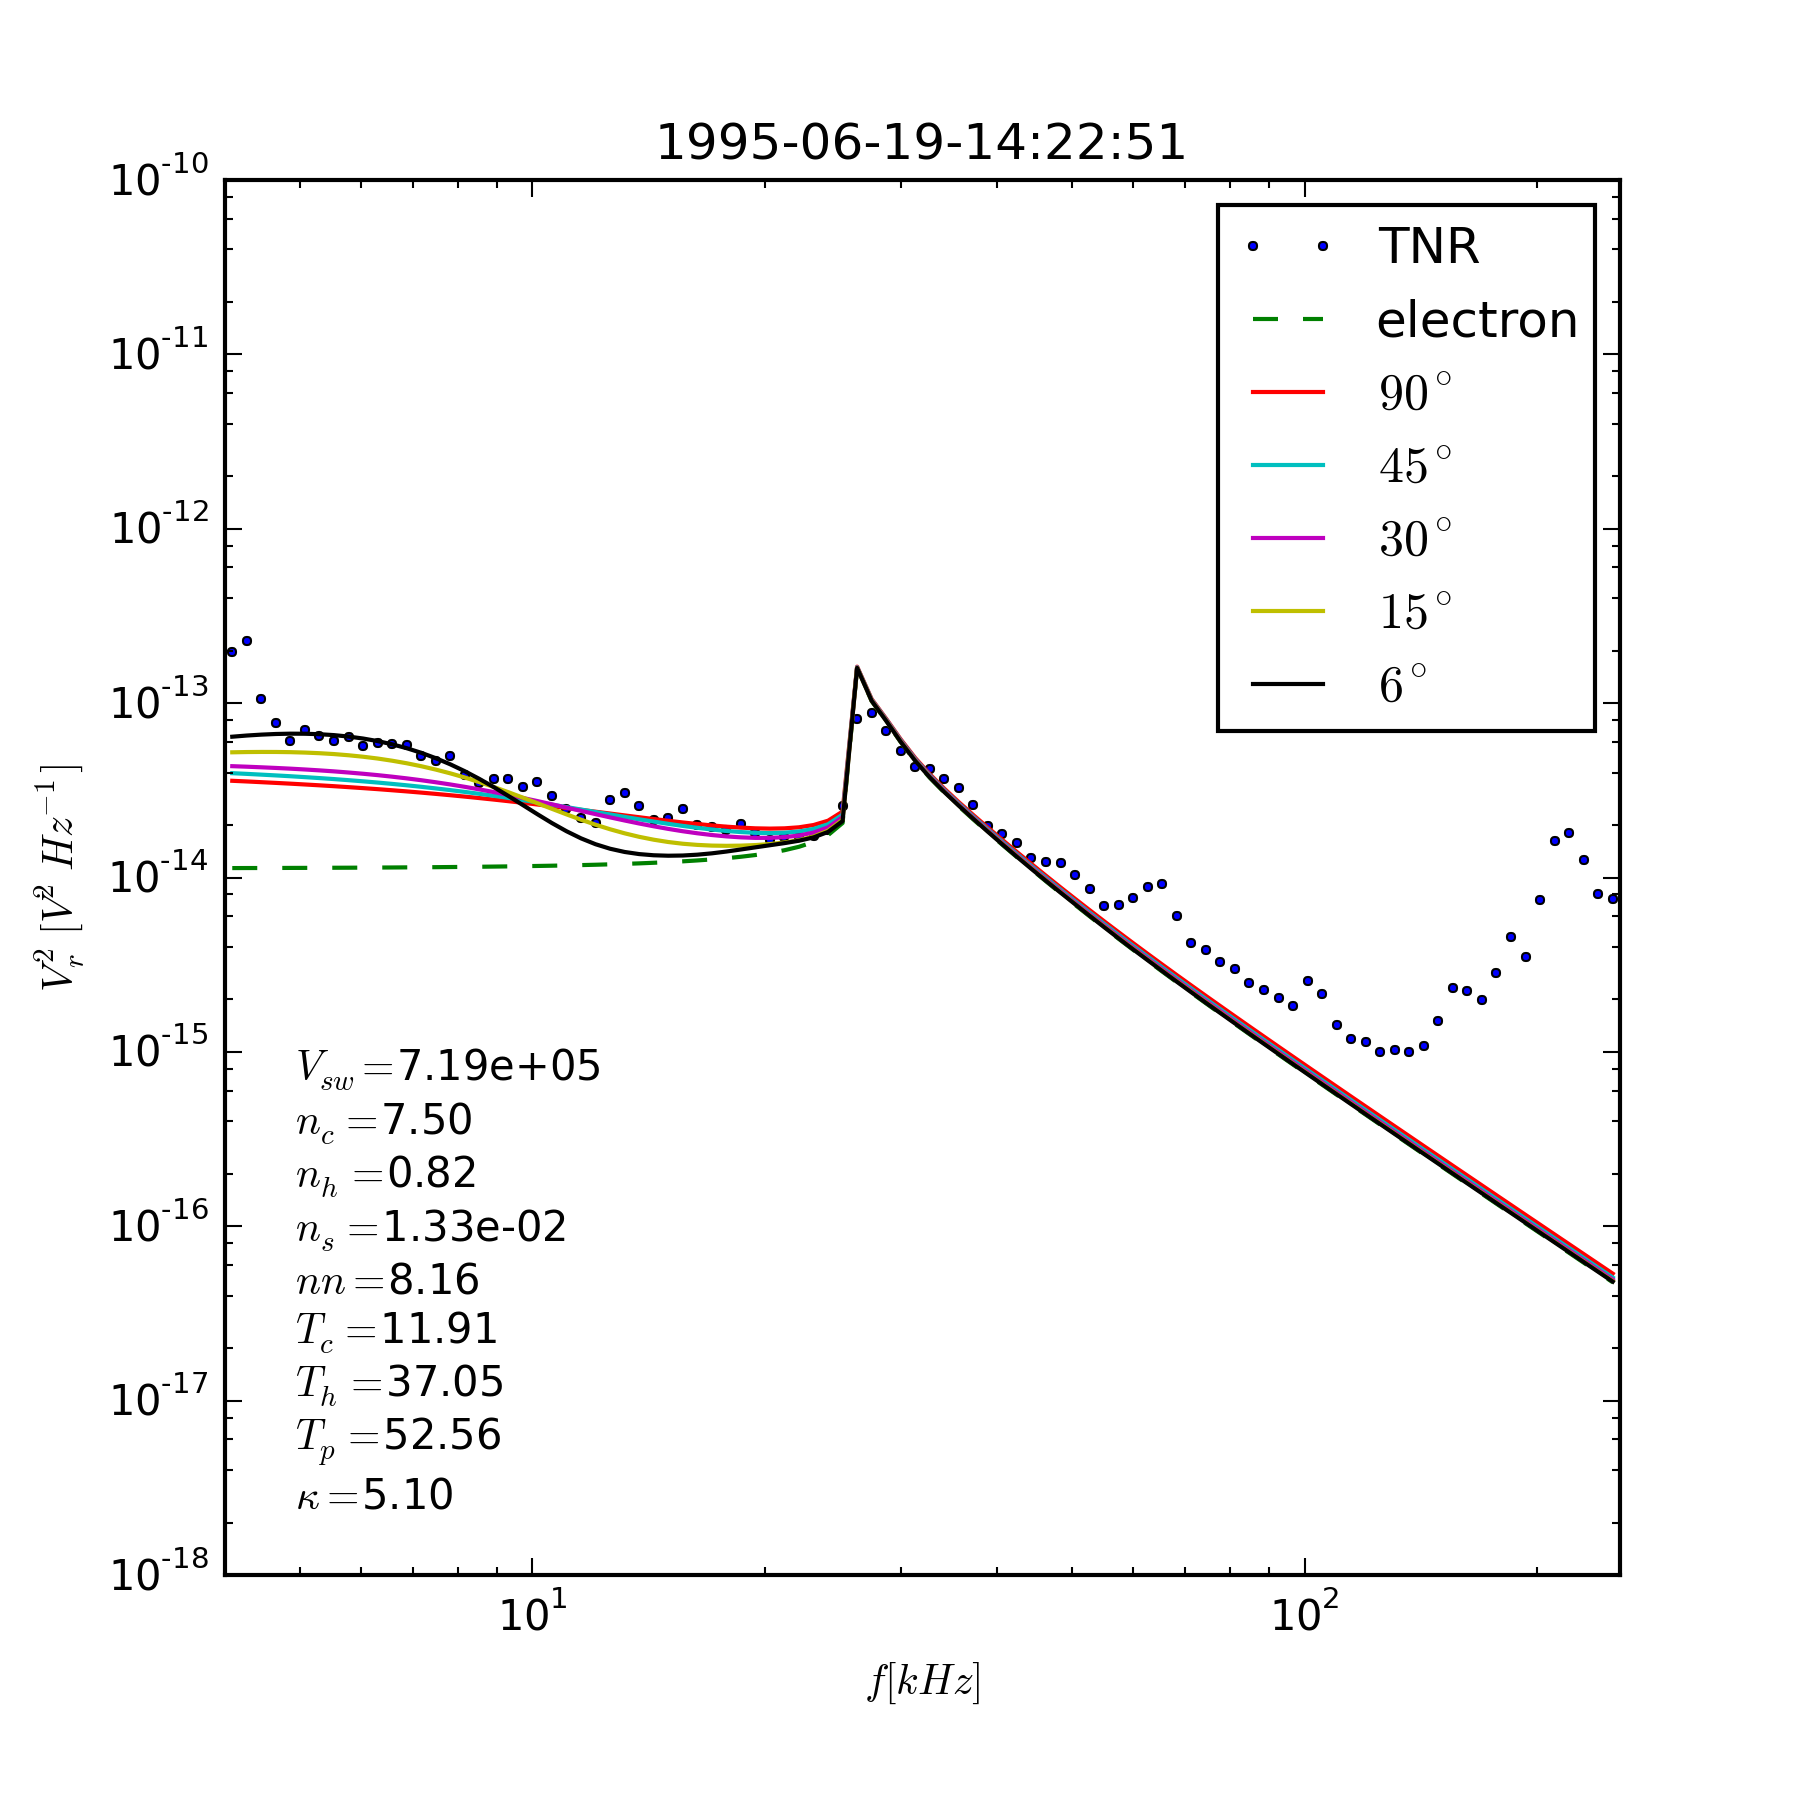 1995-06-19-14:22:51
10^-10
10^-11
10^-12
10^-13
10^-14
10^-15
10^-16
10^-17
10^-18
V_r^2 [V^2 Hz^-1]
TNR
electron
90°
45°
30°
15°
6°
V_sw=7.19e+05
n_c=7.50
n_h=0.82
n_s=1.33e-02
nn=8.16
T_c=11.91
T_h=37.05
T_p=52.56
κ=5.10
10^1 10^2
f[kHz]